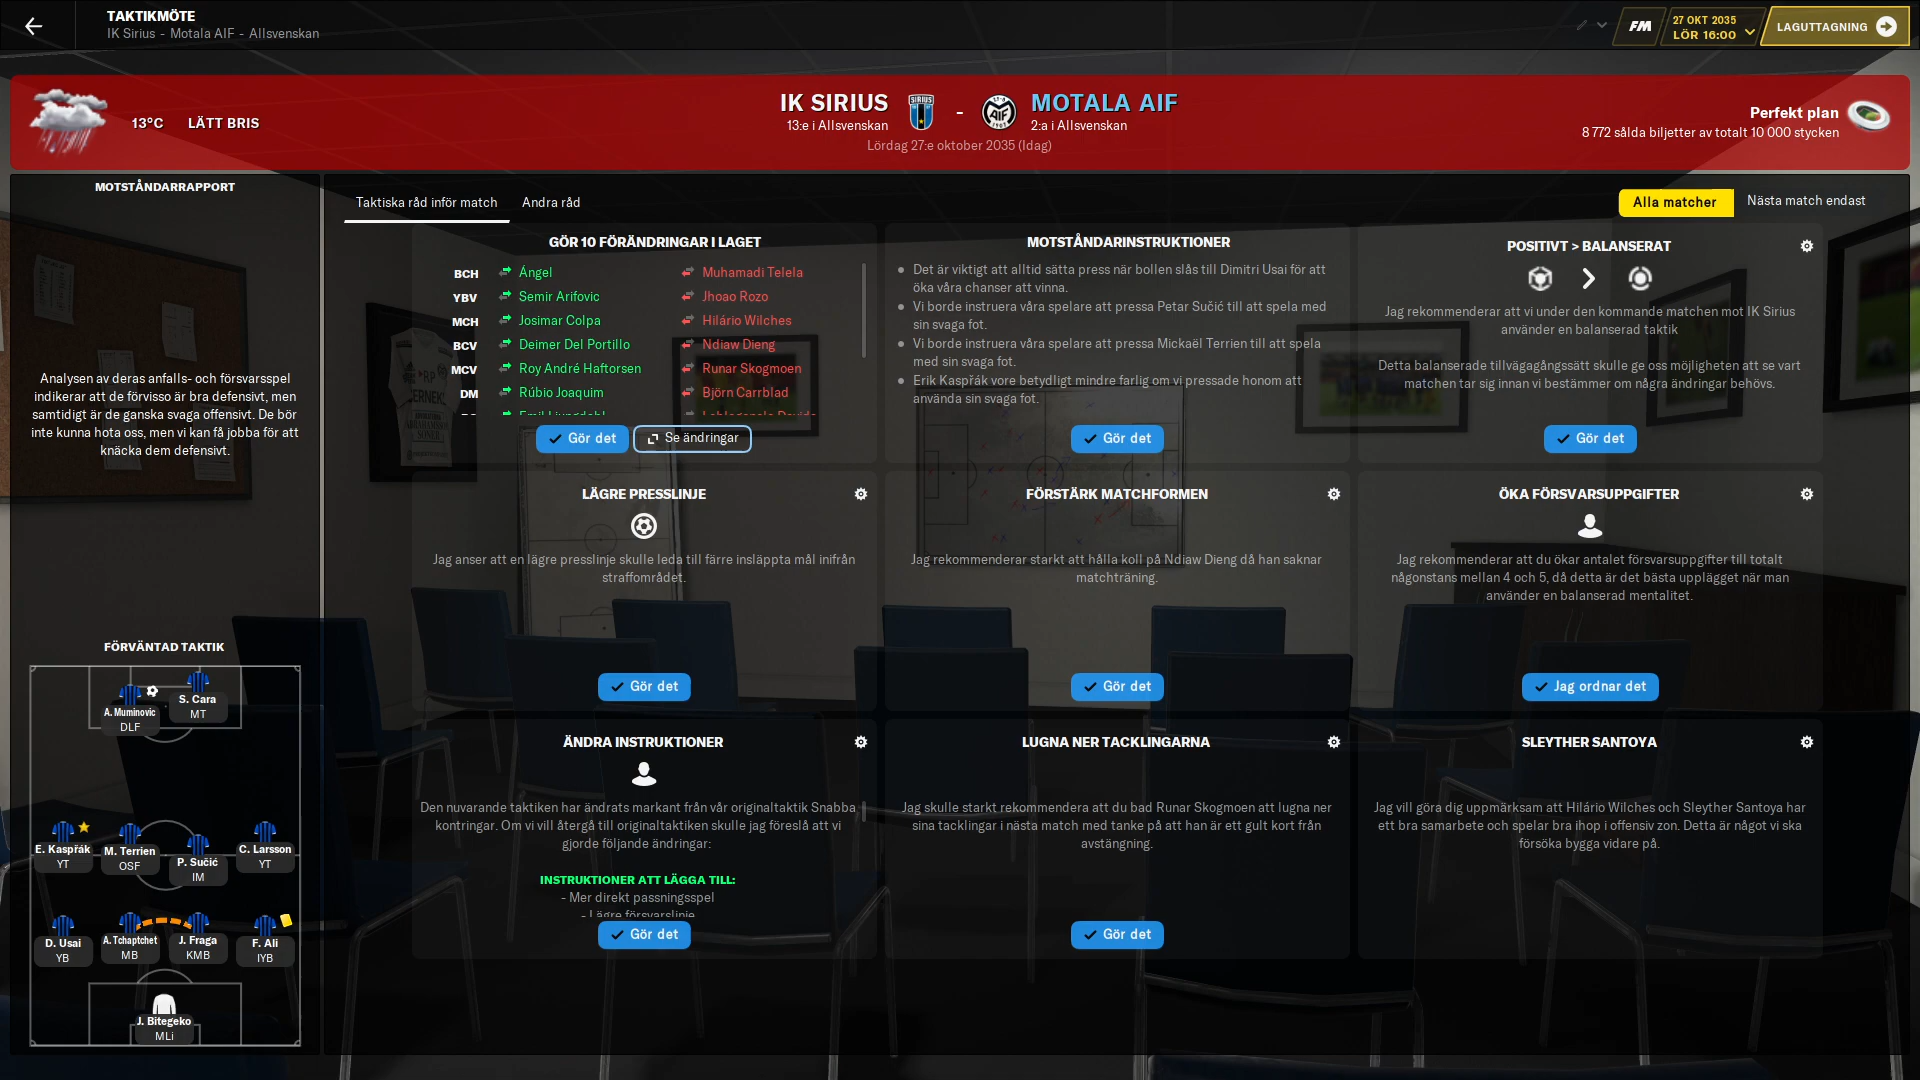 TAKTIKMÖTE
IK Sirius - Motala AIF - Allsvenskan
FM
27 OKT 2035
LÖR 16:00
LAGUTTAGNING
13°C
LÄTT BRIS
IK SIRIUS
-
MOTALA AIF
13:e i Allsvenskan
2:a i Allsvenskan
Lördag 27:e oktober 2035 (Idag)
Perfekt plan
8 772 sålda biljetter av totalt 10 000 stycken
MOTSTÅNDARRAPPORT
Analysen av deras anfalls- och försvarsspel
indikerar att de förvisso är bra defensivt, men
samtidigt är de ganska svaga offensivt. De bör
inte kunna hota oss, men vi kan få jobba för att
knäcka dem defensivt.
FÖRVÄNTAD TAKTIK
A. Muminovic
DLF
S. Cara
MT
E. Kaspřák
YT
M. Terrien
OSF
P. Sučić
IM
C. Larsson
YT
D. Usai
YB
A. Tchaptchet
MB
J. Fraga
KMB
F. Ali
IYB
J. Bitegeko
MLi
Taktiska råd inför match
Andra råd
Alla matcher
Nästa match endast
GÖR 10 FÖRÄNDRINGAR I LAGET
BCH Ángel Muhamadi Telela
YBV Semir Arifovic Jhoao Rozo
MCH Josimar Colpa Hilário Wilches
BCV Deimer Del Portillo Ndiaw Dieng
MCV Roy André Haftorsen Runar Skogmoen
DM Rúbio Joaquim Björn Carrblad
Gör det
Se ändringar
MOTSTÅNDARINSTRUKTIONER
● Det är viktigt att alltid sätta press när bollen slås till Dimitri Usai för att
öka våra chanser att vinna.
● Vi borde instruera våra spelare att pressa Petar Sučić till att spela med
sin svaga fot.
● Vi borde instruera våra spelare att pressa Mickaël Terrien till att spela
med sin svaga fot.
● Erik Kaspřák vore betydligt mindre farlig om vi pressade honom att
använda sin svaga fot.
Gör det
POSITIVT > BALANSERAT
Jag rekommenderar att vi under den kommande matchen mot IK Sirius
använder en balanserad taktik
Detta balanserade tillvägagångssätt skulle ge oss möjligheten att se vart
matchen tar sig innan vi bestämmer om några ändringar behövs.
Gör det
LÄGRE PRESSLINJE
Jag anser att en lägre presslinje skulle leda till färre insläppta mål inifrån
straffområdet.
Gör det
FÖRSTÄRK MATCHFORMEN
Jag rekommenderar starkt att hålla koll på Ndiaw Dieng då han saknar
matchträning.
Gör det
ÖKA FÖRSVARSUPPGIFTER
Jag rekommenderar att du ökar antalet försvarsuppgifter till totalt
någonstans mellan 4 och 5, då detta är det bästa upplägget när man
använder en balanserad mentalitet.
Jag ordnar det
ÄNDRA INSTRUKTIONER
Den nuvarande taktiken har ändrats markant från vår originaltaktik Snabba
kontringar. Om vi vill återgå till originaltaktiken skulle jag föreslå att vi
gjorde följande ändringar:
INSTRUKTIONER ATT LÄGGA TILL:
- Mer direkt passningsspel
- Lägre försvarslinje
Gör det
LUGNA NER TACKLINGARNA
Jag skulle starkt rekommendera att du bad Runar Skogmoen att lugna ner
sina tacklingar i nästa match med tanke på att han är ett gult kort från
avstängning.
Gör det
SLEYTHER SANTOYA
Jag vill göra dig uppmärksam att Hilário Wilches och Sleyther Santoya har
ett bra samarbete och spelar bra ihop i offensiv zon. Detta är något vi ska
försöka bygga vidare på.